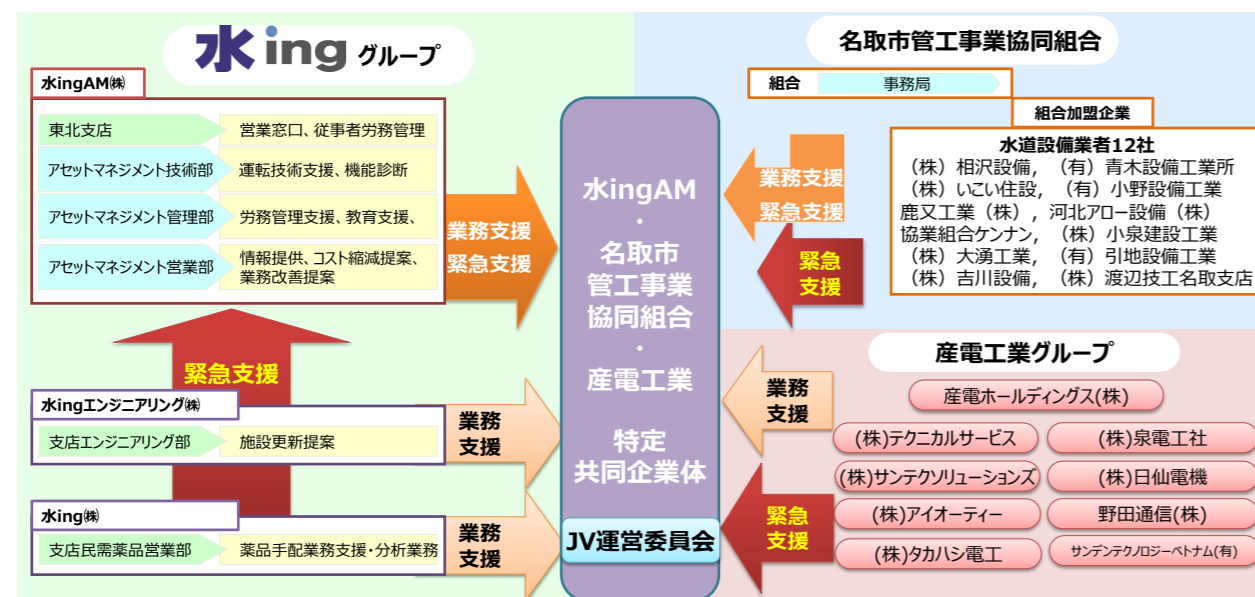 水ing グループ
水ingAM㈱
東北支店
営業窓口、従事者労務管理
アセットマネジメント技術部
運転技術支援、機能診断
アセットマネジメント管理部
労務管理支援、教育支援、
アセットマネジメント営業部
情報提供、コスト縮減提案、
業務改善提案
業務支援
緊急支援
緊急支援
水ingエンジニアリング㈱
支店エンジニアリング部
施設更新提案
業務
支援
水ing㈱
支店民需薬品営業部
薬品手配業務支援・分析業務
業務
支援
水ingAM
・
名取市
管工事業
協同組合
・
産電工業
特定
共同企業体
JV運営委員会
名取市管工事業協同組合
組合
事務局
組合加盟企業
水道設備業者12社
（株）相沢設備, （有）青木設備工業所
（株）いこい住設, （有）小野設備工業
鹿又工業（株）, 河北アロー設備（株）
協業組合ケンナン, （株）小泉建設工業
（株）大湧工業, （有）引地設備工業
（株）吉川設備, （株）渡辺技工名取支店
業務支援
緊急支援
緊急
支援
産電工業グループ
業務
支援
産電ホールディングス(株)
(株)テクニカルサービス
(株)泉電工社
(株)サンテクソリューションズ
(株)日仙電機
(株)アイオーティー
野田通信(株)
(株)タカハシ電工
サンデンテクノロジーベトナム(有)
緊急
支援